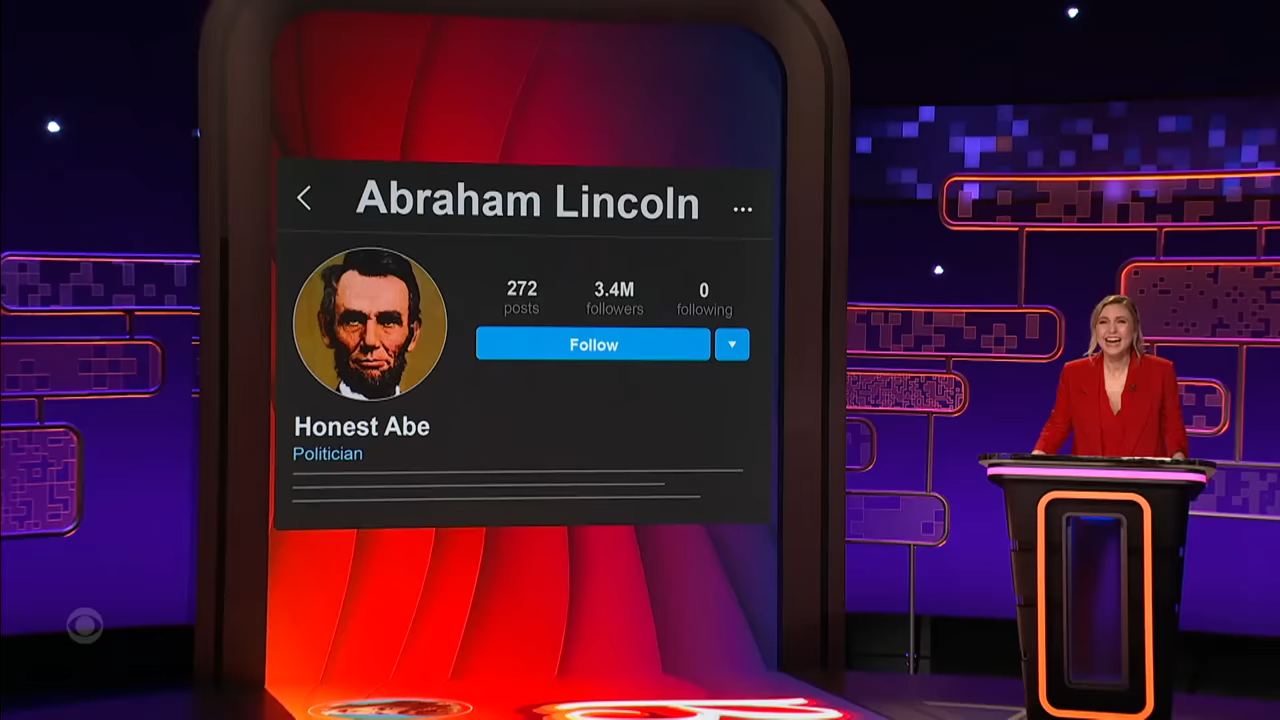 Abraham Lincoln
272 3.4M 0
posts followers following
Follow
Honest Abe
Politician